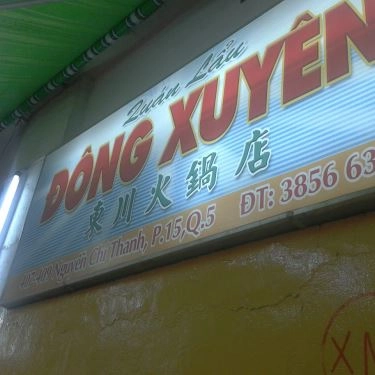 Quán Lẩu
ĐÔNG XUYÊN
東川火鍋店
Nguyễn Chí Thanh, P.15,Q.5 ĐT: 3856 63